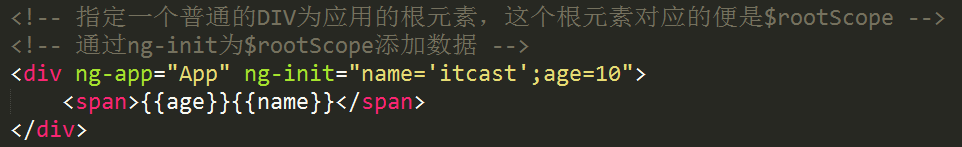 <!-- 指定一个普通的DIV为应用的根元素，这个根元素对应的便是$rootScope -->
<!-- 通过ng-init为$rootScope添加数据 -->
<div ng-app="App" ng-init="name='itcast';age=10">
    <span>{{age}}{{name}}</span>
</div>